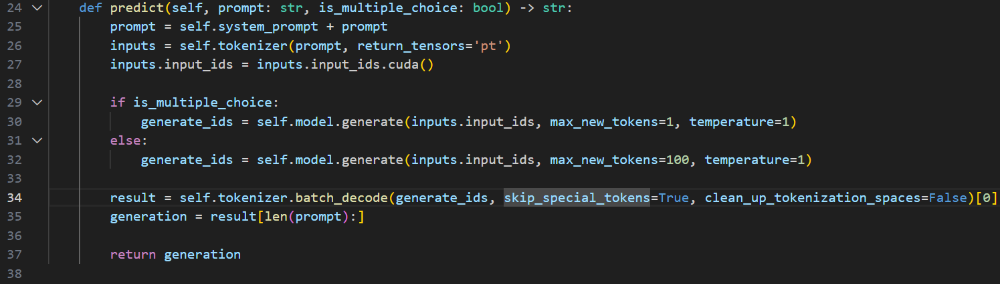 24 def predict(self, prompt: str, is_multiple_choice: bool) -> str:
25 prompt = self.system_prompt + prompt
26 inputs = self.tokenizer(prompt, return_tensors='pt')
27 inputs.input_ids = inputs.input_ids.cuda()
28
29 if is_multiple_choice:
30 generate_ids = self.model.generate(inputs.input_ids, max_new_tokens=1, temperature=1)
31 else:
32 generate_ids = self.model.generate(inputs.input_ids, max_new_tokens=100, temperature=1)
33
34 result = self.tokenizer.batch_decode(generate_ids, skip_special_tokens=True, clean_up_tokenization_spaces=False)[0]
35 generation = result[len(prompt):]
36
37 return generation
38